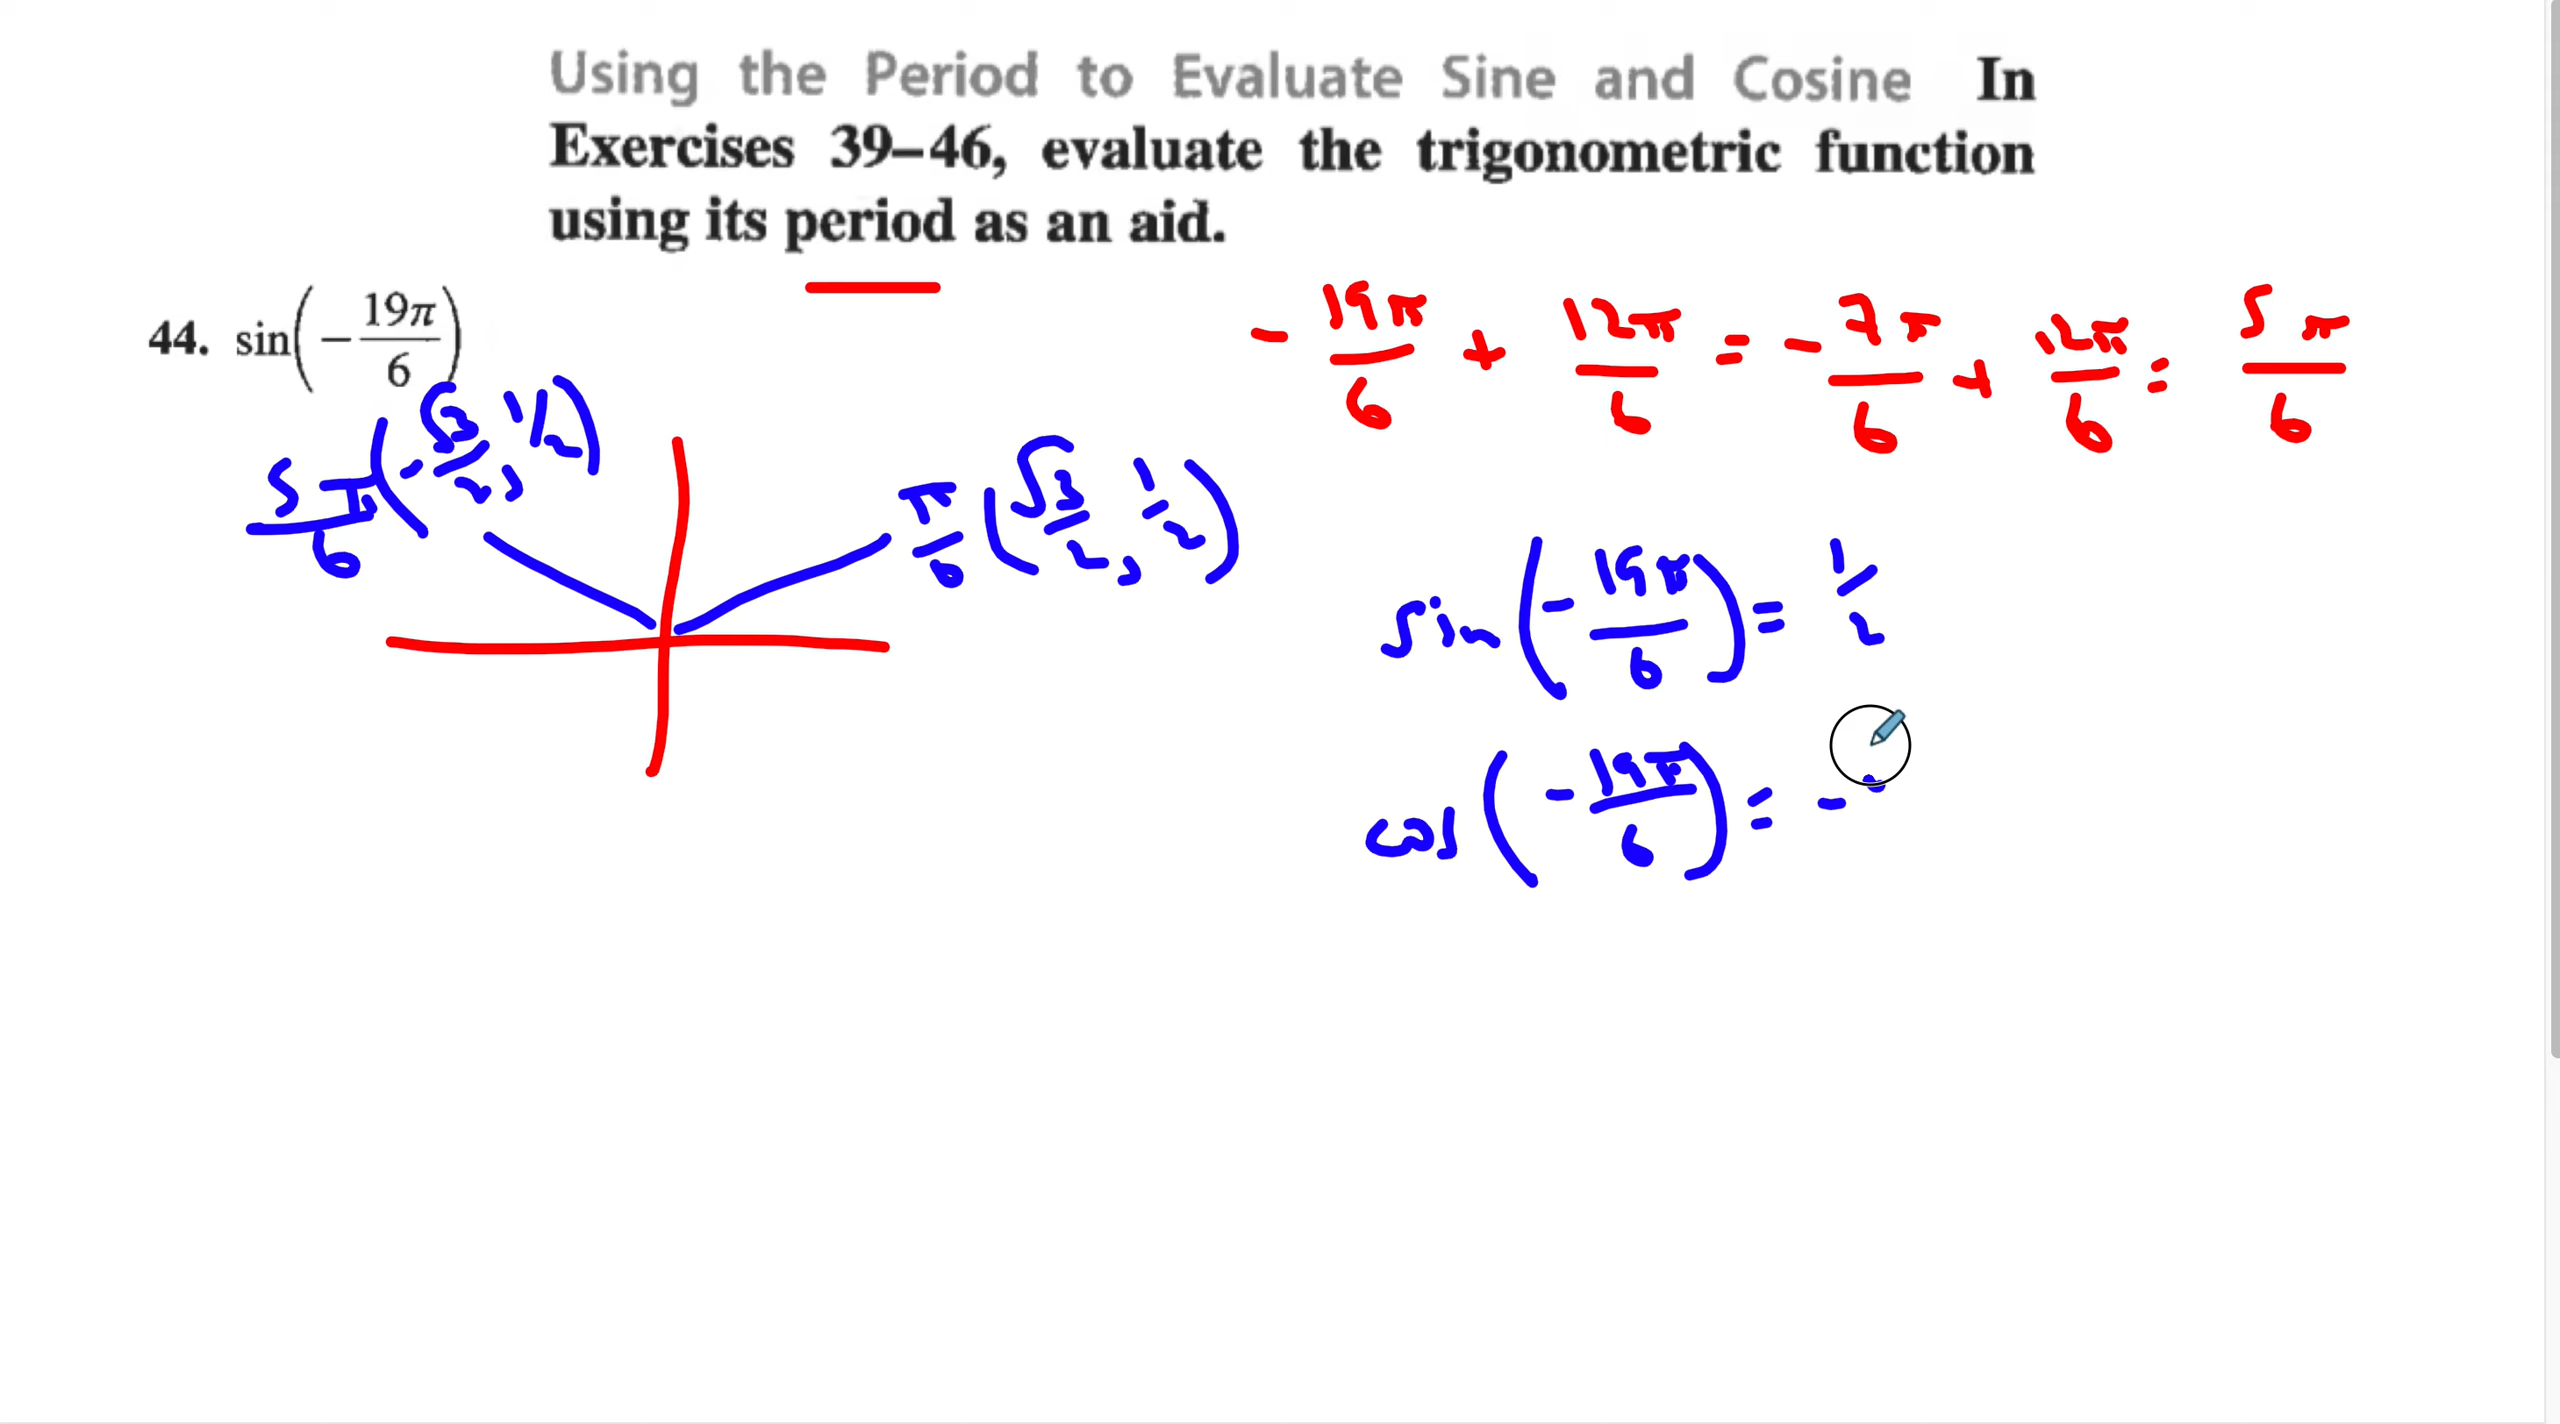 Using the Period to Evaluate Sine and Cosine In
Exercises 39–46, evaluate the trigonometric function
using its period as an aid.
44. sin(−19π/6)
-19π/6 + 12π/6 = -7π/6 + 12π/6 = 5π/6
5π/6 (-√3/2, 1/2)
π/6 (√3/2, 1/2)
sin(-19π/6) = 1/2
cos(-19π/6) = -